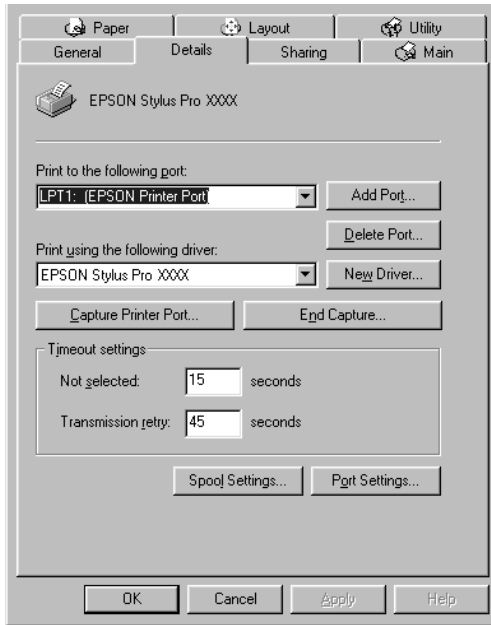 Paper Layout Utility
General Details Sharing Main
EPSON Stylus Pro XXXX
Print to the following port:
LPT1: (EPSON Printer Port) Add Port...
Delete Port...
Print using the following driver:
EPSON Stylus Pro XXXX New Driver...
Capture Printer Port... End Capture...
Timeout settings
Not selected: 15 seconds
Transmission retry: 45 seconds
Spool Settings... Port Settings...
OK Cancel Apply Help